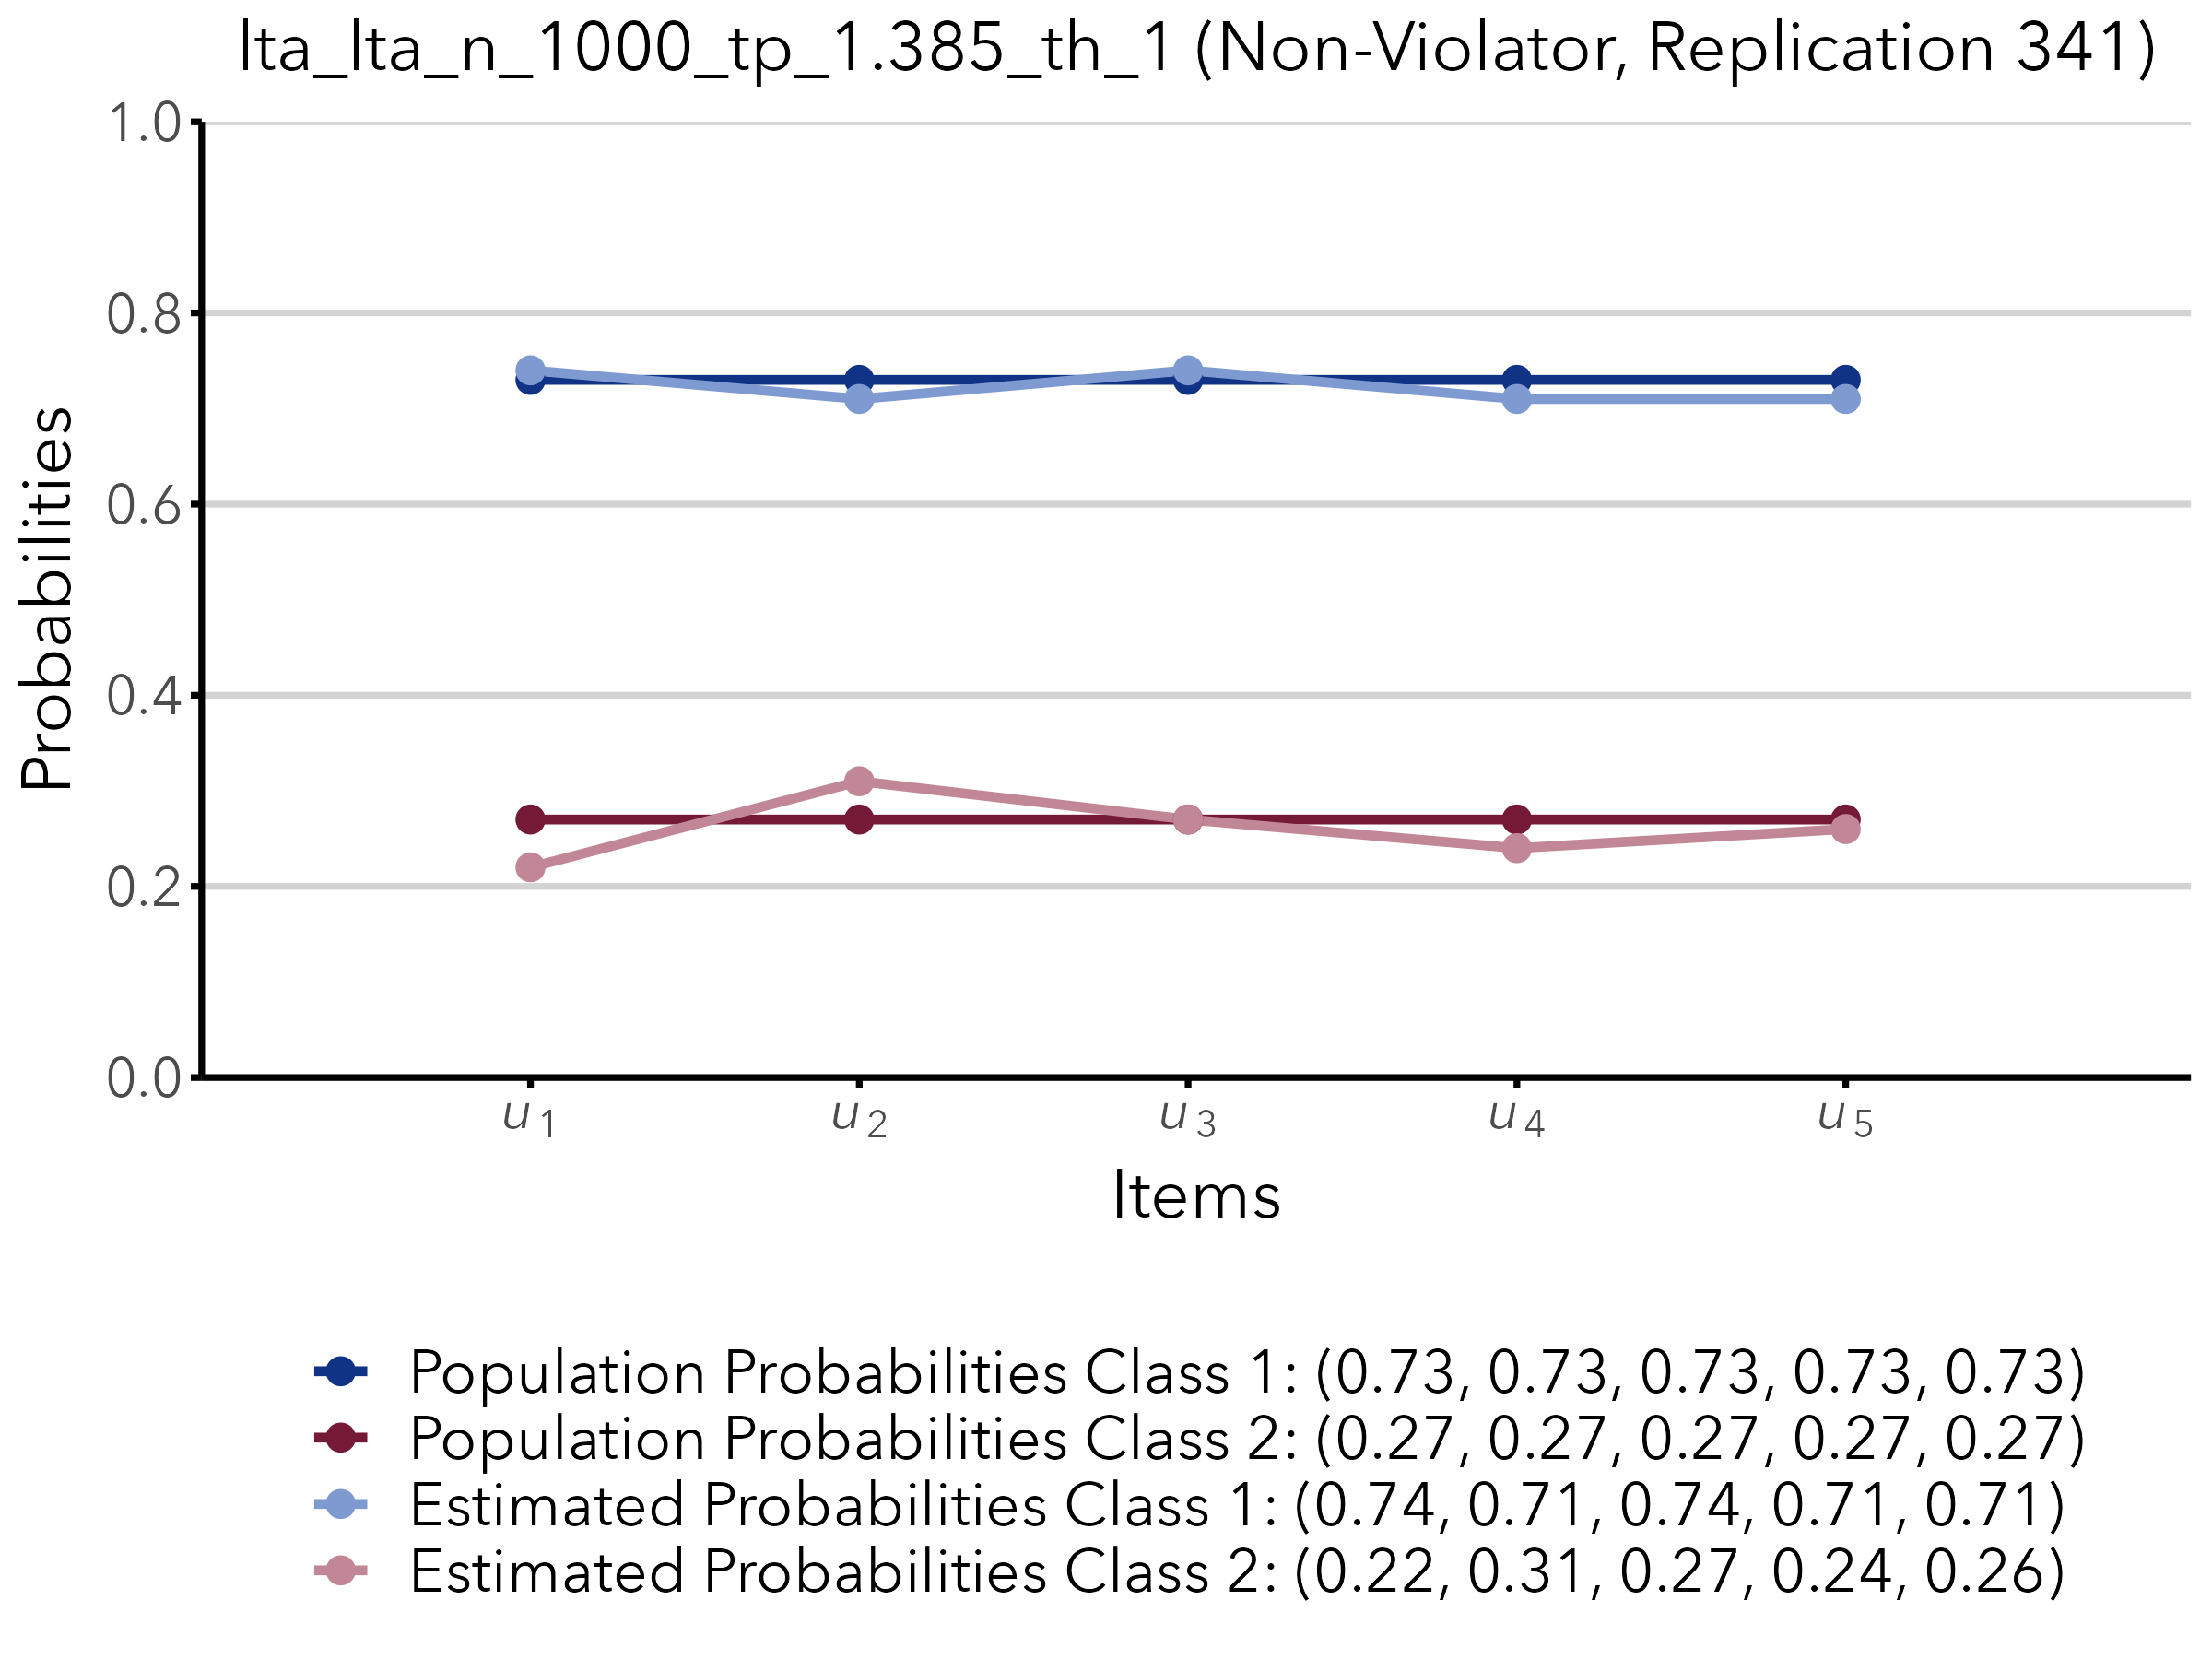 lta_lta_n_1000_tp_1.385_th_1 (Non-Violator, Replication 341)
1.0
0.8
0.6
0.4
0.2
0.0
Probabilities
u1 u2 u3 u4 u5
Items
Population Probabilities Class 1: (0.73, 0.73, 0.73, 0.73, 0.73)
Population Probabilities Class 2: (0.27, 0.27, 0.27, 0.27, 0.27)
Estimated Probabilities Class 1: (0.74, 0.71, 0.74, 0.71, 0.71)
Estimated Probabilities Class 2: (0.22, 0.31, 0.27, 0.24, 0.26)